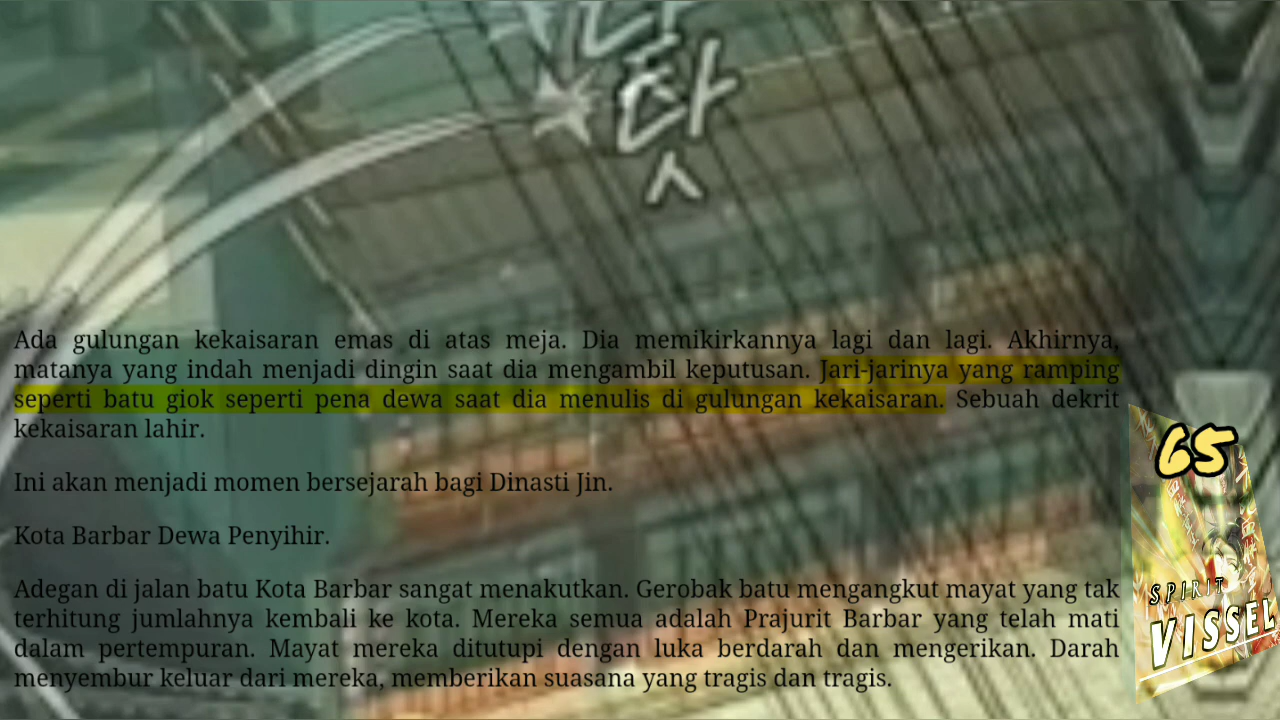 탓
Ada gulungan kekaisaran emas di atas meja. Dia memikirkannya lagi dan lagi. Akhirnya,
matanya yang indah menjadi dingin saat dia mengambil keputusan. Jari-jarinya yang ramping
seperti batu giok seperti pena dewa saat dia menulis di gulungan kekaisaran. Sebuah dekrit
kekaisaran lahir.
Ini akan menjadi momen bersejarah bagi Dinasti Jin.
Kota Barbar Dewa Penyihir.
Adegan di jalan batu Kota Barbar sangat menakutkan. Gerobak batu mengangkut mayat yang tak
terhitung jumlahnya kembali ke kota. Mereka semua adalah Prajurit Barbar yang telah mati
dalam pertempuran. Mayat mereka ditutupi dengan luka berdarah dan mengerikan. Darah
menyembur keluar dari mereka, memberikan suasana yang tragis dan tragis.
65
SPIRIT
VISSEL